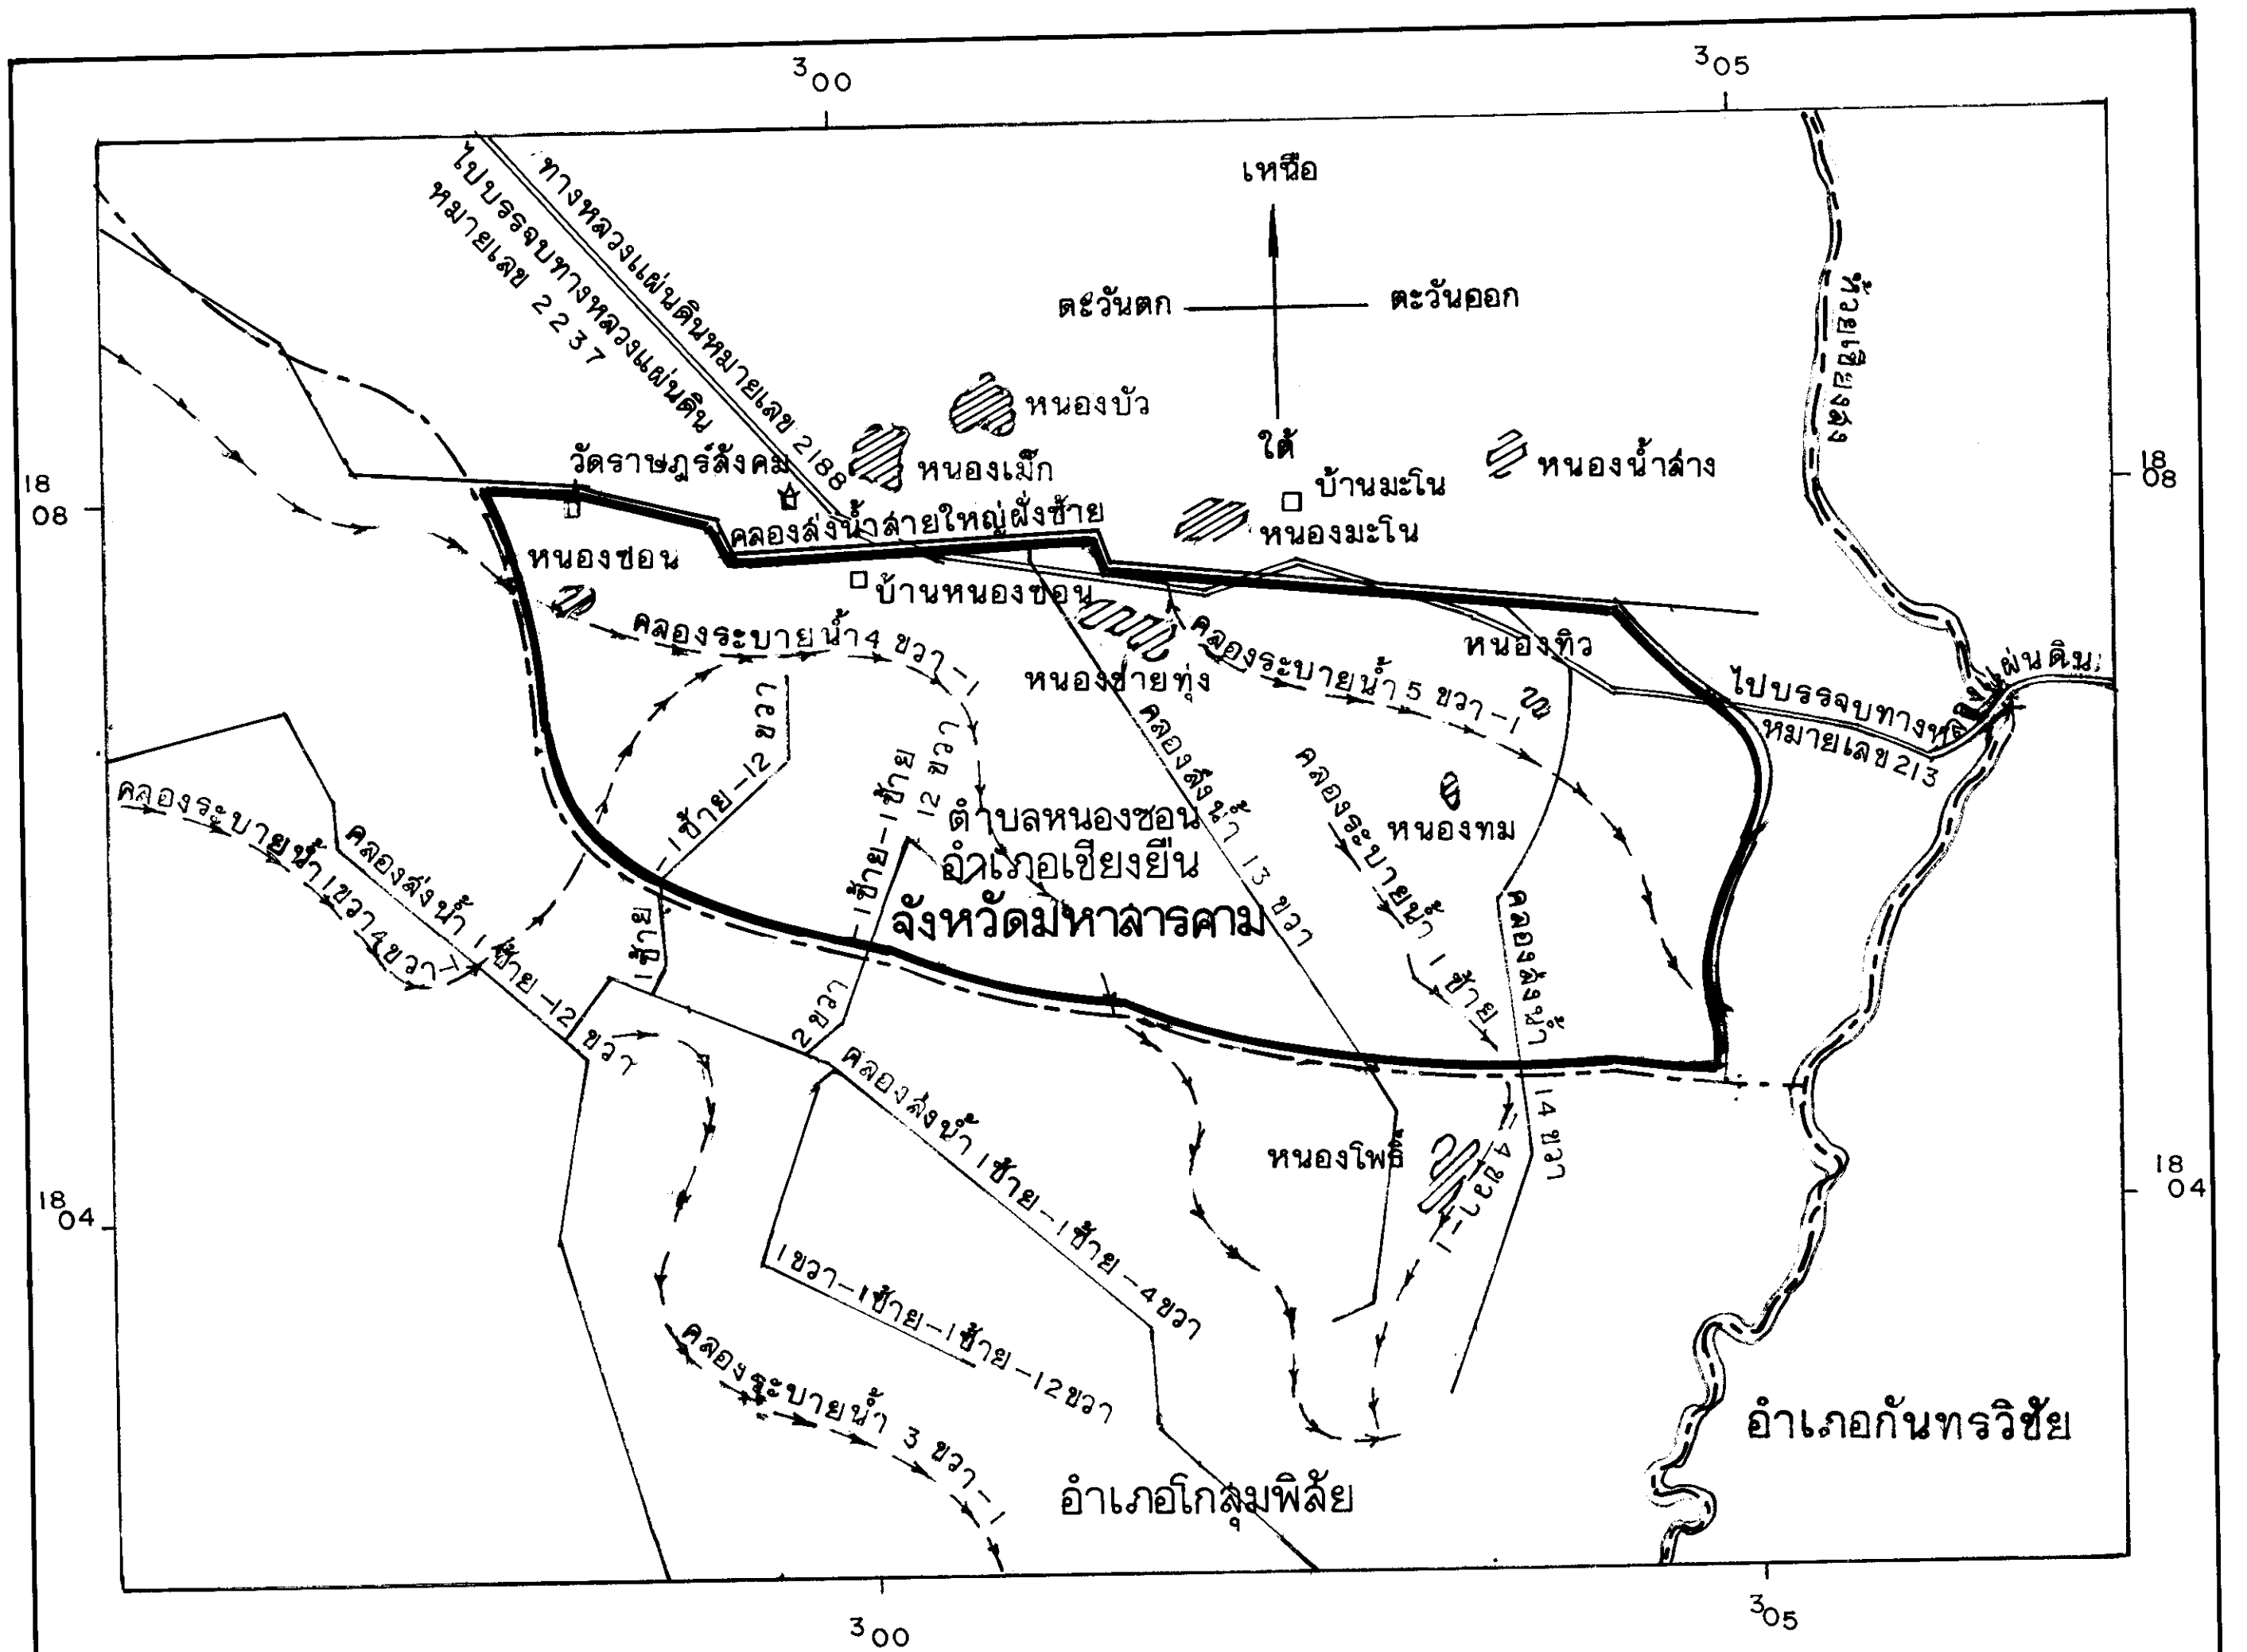 300
305
เหนือ
ตะวันตก
ตะวันออก
ใต้
ทางหลวงแผ่นดินหมายเลข 2188
ไปบรรจบทางหลวงแผ่นดิน
หมายเลข 2237
ห้วยเชียงส่ง
หนองบัว
หนองเม็ก
วัดราษฎร์สังคม
หนองน้ำล่าง
บ้านมะโน
หนองมะโน
1808
1808
คลองส่งน้ำสายใหญ่ฝั่งซ้าย
หนองซอน
บ้านหนองซอน
คลองระบายน้ำ 4 ขวา-1
หนองข่ายทุ่ง
คลองระบายน้ำ 5 ขวา-1
หนองทิว
ไปบรรจบทางหลวงแผ่นดิน
หมายเลข 213
1ซ้าย-1ซ้าย-12 ขวา
2ขวา-1ซ้าย-1ซ้าย
12 ขวา
คลองส่งน้ำ 13 ขวา
คลองระบายน้ำ 1 ซ้าย-4ขวา-1
หนองทม
คลองส่งน้ำ 14 ขวา
ตำบลหนองซอน
อำเภอเชียงยืน
จังหวัดมหาสารคาม
คลองระบายน้ำ 1ขวา4ขวา-1
คลองส่งน้ำ 1 ซ้าย-12 ขวา
หนองโพธิ์
1804
1804
คลองส่งน้ำ 1ซ้าย-1ซ้าย-4ขวา
1ขวา-1ซ้าย-1ซ้าย-12ขวา
คลองระบายน้ำ 3 ขวา-1
อำเภอกันทรวิชัย
อำเภอโกสุมพิสัย
300
305